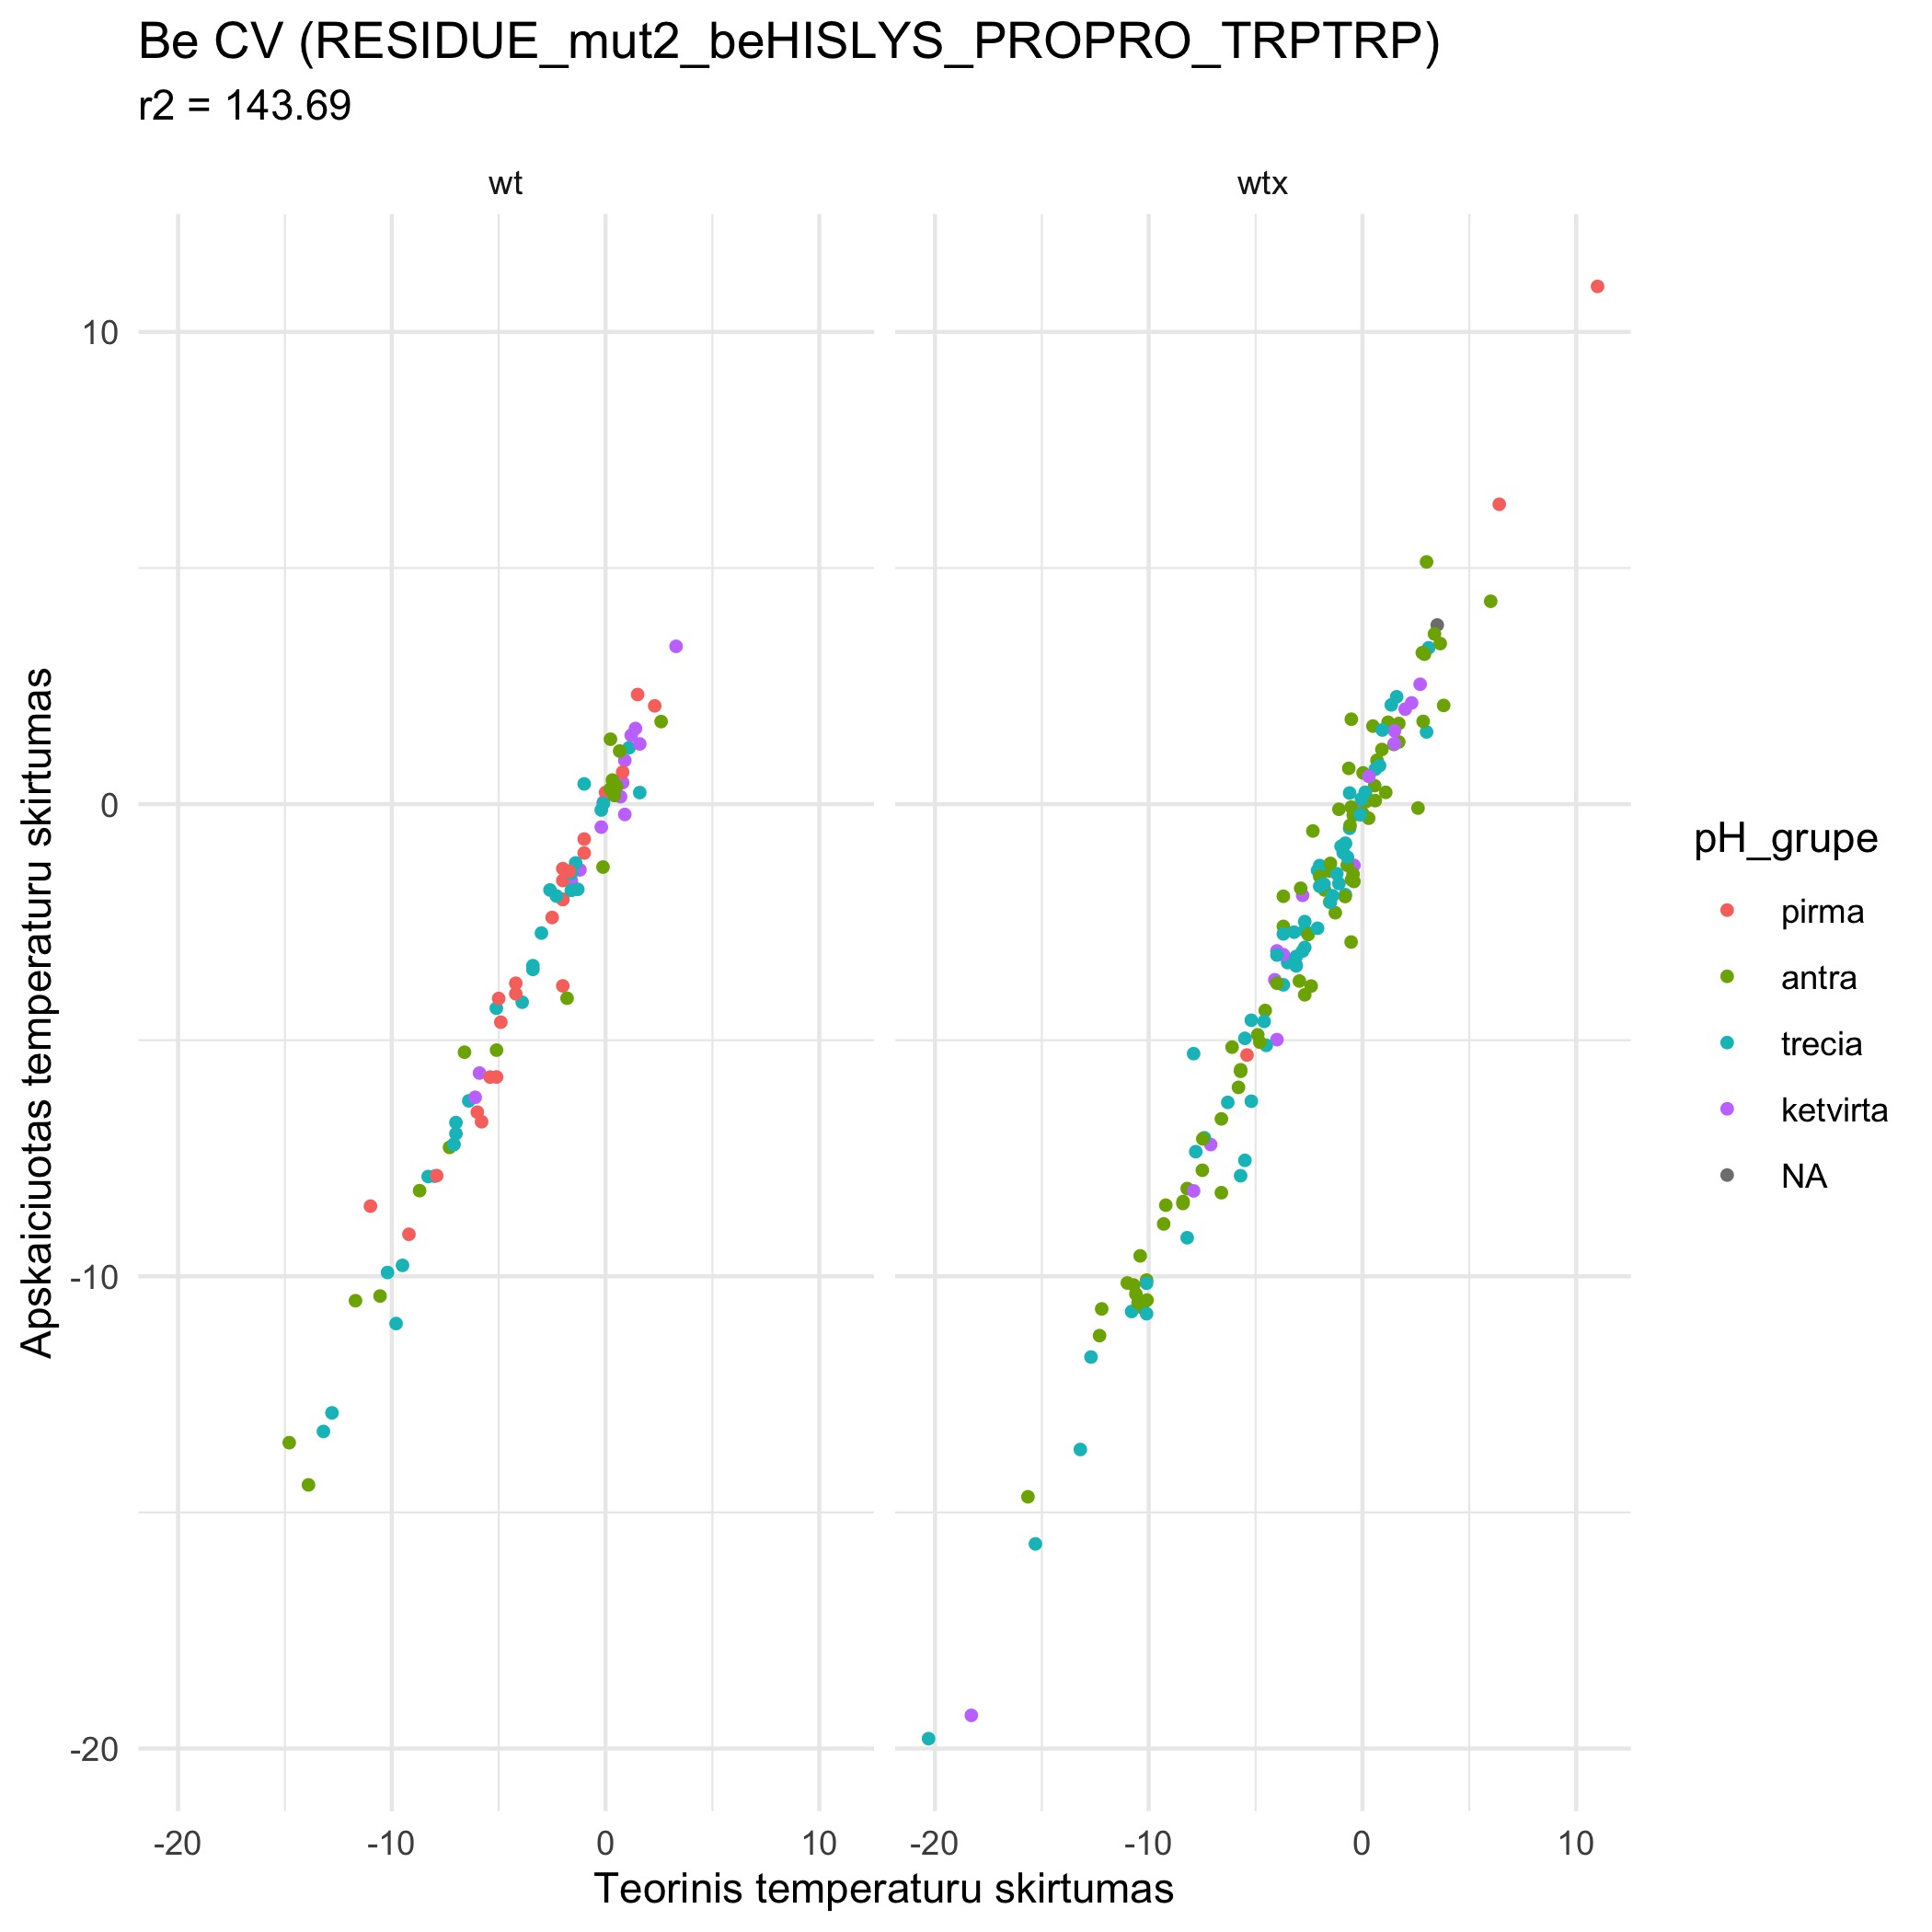 Be CV (RESIDUE_mut2_beHISLYS_PROPRO_TRPTRP)
r2 = 143.69
wt
wtx
Apskaiciuotas temperaturu skirtumas
10
0
-10
-20
-20 -10 0 10
-20 -10 0 10
Teorinis temperaturu skirtumas
pH_grupe
pirma
antra
trecia
ketvirta
NA